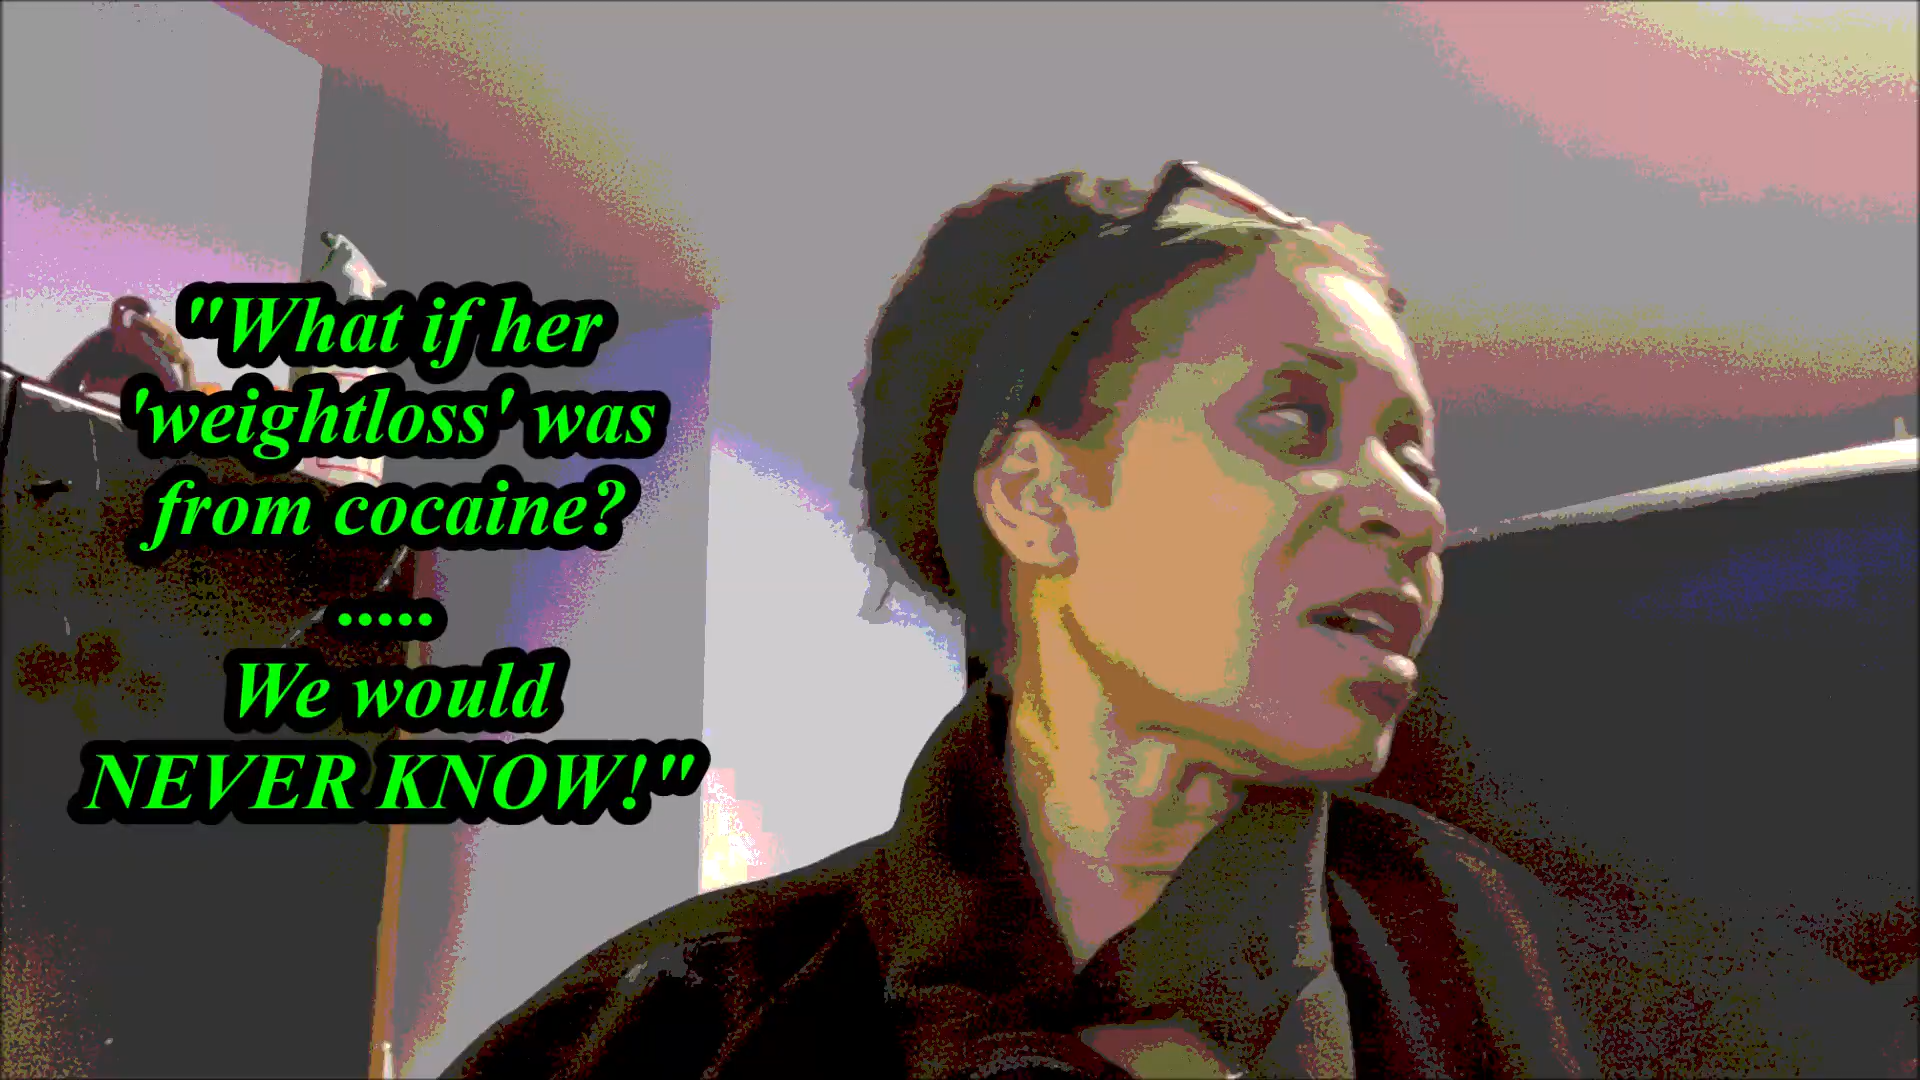 "What if her
'weightloss' was
from cocaine?
.....
We would
NEVER KNOW!"